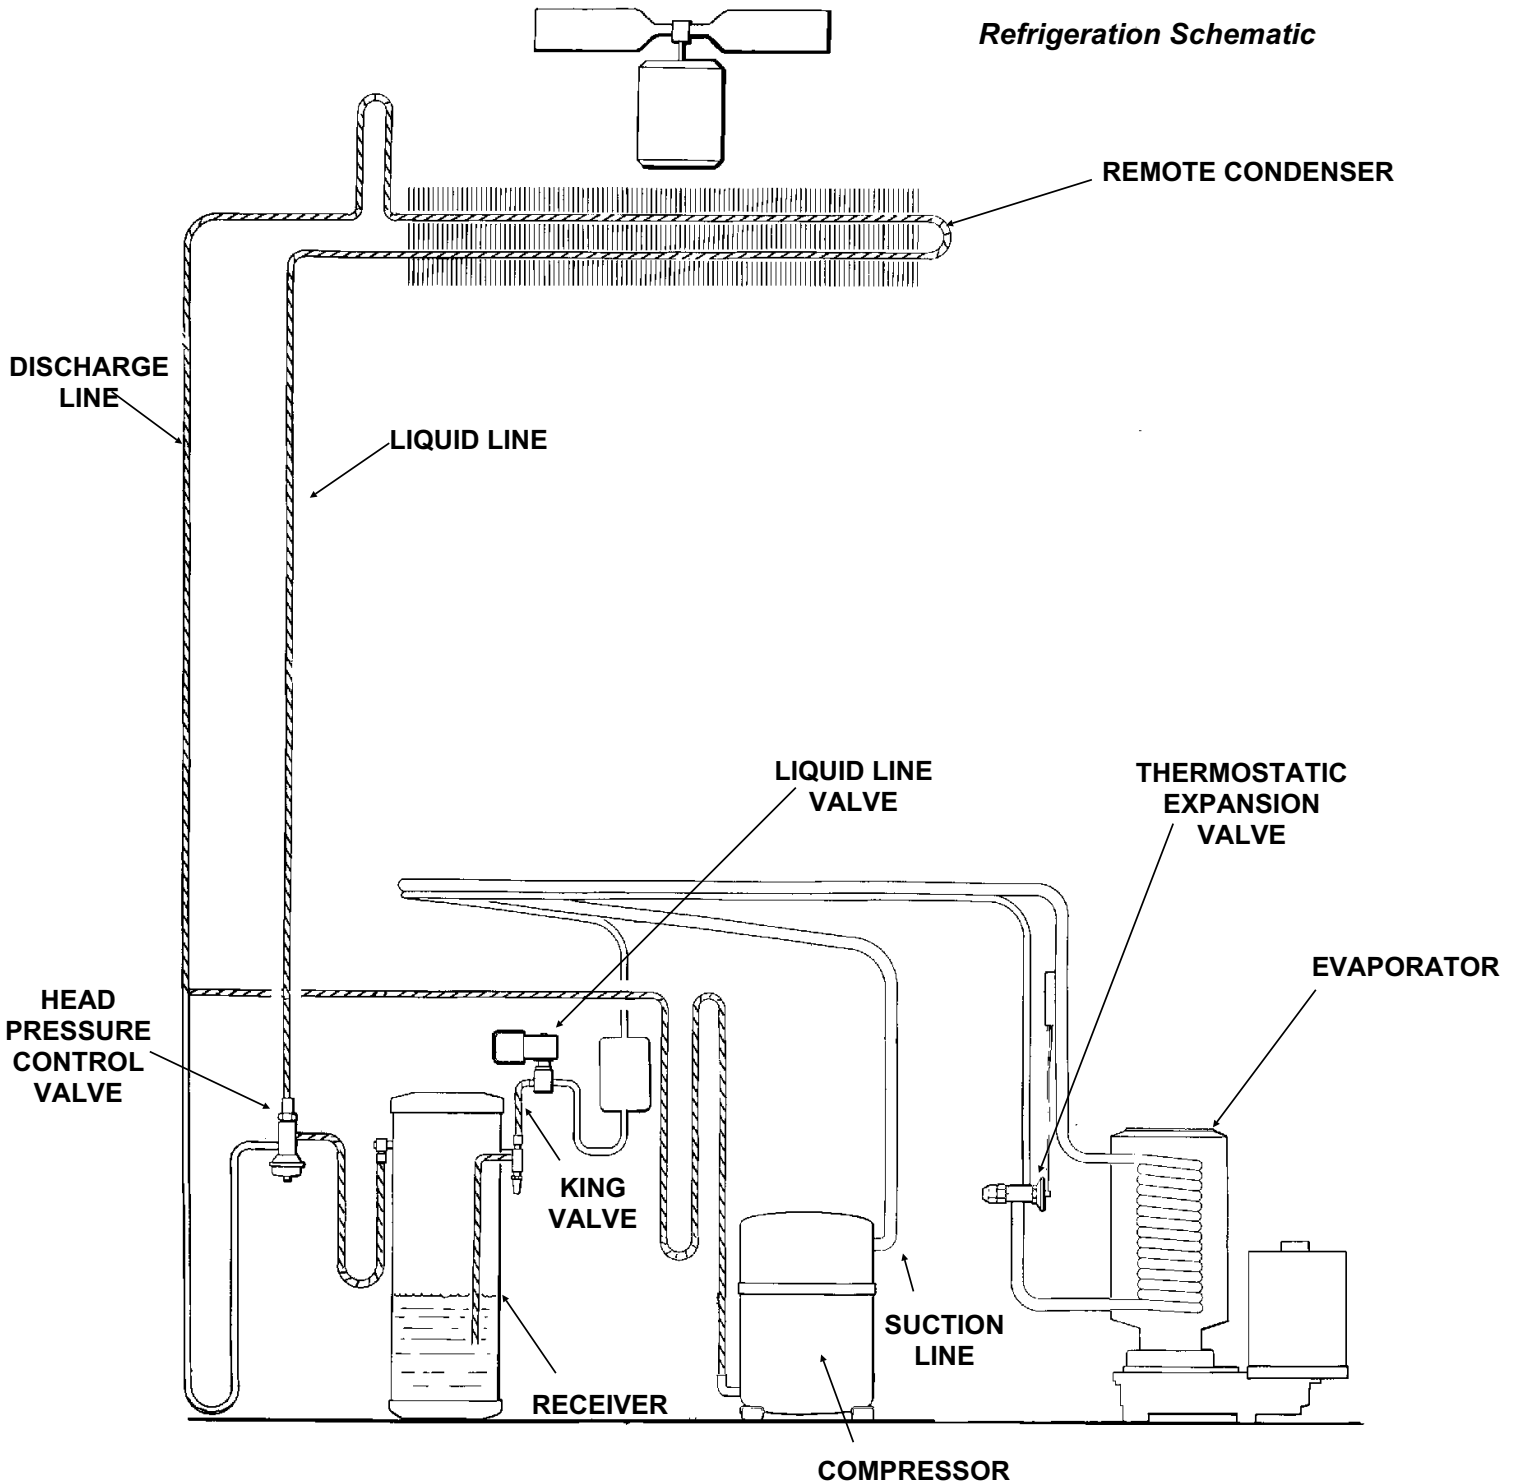 Refrigeration Schematic
REMOTE CONDENSER
DISCHARGE
LINE
LIQUID LINE
LIQUID LINE
VALVE
THERMOSTATIC
EXPANSION
VALVE
EVAPORATOR
HEAD
PRESSURE
CONTROL
VALVE
KING
VALVE
SUCTION
LINE
RECEIVER
COMPRESSOR